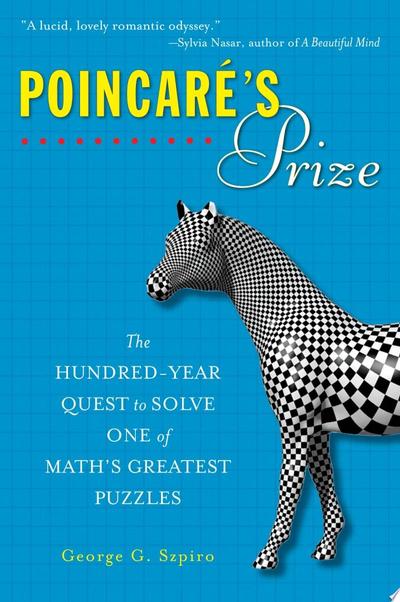 "A lucid, lovely romantic odyssey."
—Sylvia Nasar, author of A Beautiful Mind
POINCARÉ'S
Prize
The
HUNDRED-YEAR
QUEST to SOLVE
ONE of
MATH'S GREATEST
PUZZLES
George G. Szpiro